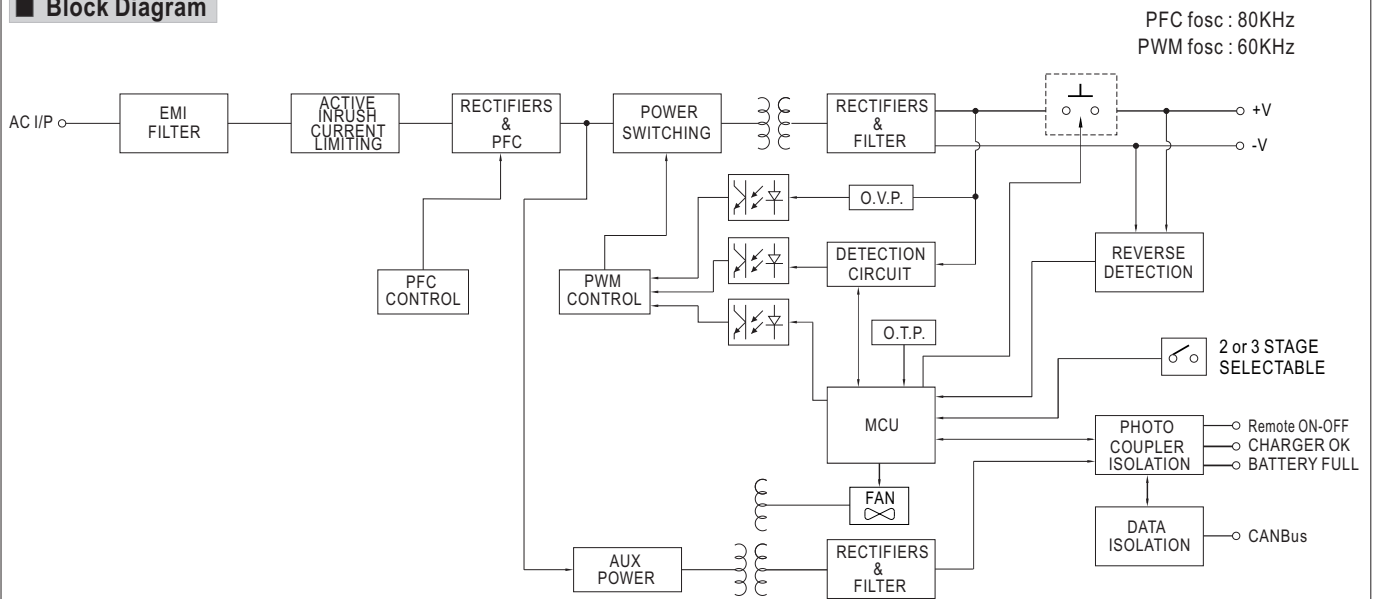 ■ Block Diagram
PFC fosc : 80KHz
PWM fosc : 60KHz
AC I/P
EMI
FILTER
ACTIVE
INRUSH
CURRENT
LIMITING
RECTIFIERS
&
PFC
POWER
SWITCHING
RECTIFIERS
&
FILTER
+V
-V
O.V.P.
PFC
CONTROL
PWM
CONTROL
DETECTION
CIRCUIT
REVERSE
DETECTION
O.T.P.
2 or 3 STAGE
SELECTABLE
MCU
PHOTO
COUPLER
ISOLATION
Remote ON-OFF
CHARGER OK
BATTERY FULL
FAN
DATA
ISOLATION
CANBus
AUX
POWER
RECTIFIERS
&
FILTER